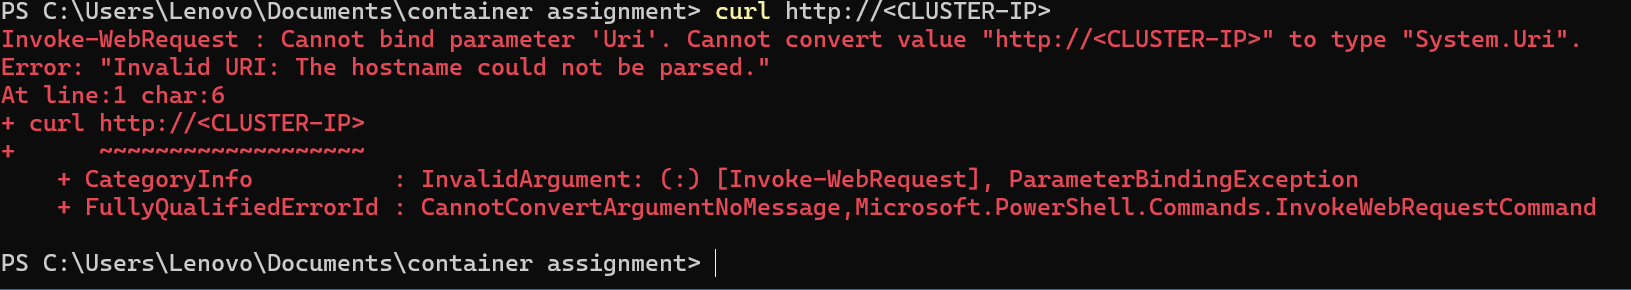 PS C:\Users\Lenovo\Documents\container assignment> curl http://<CLUSTER-IP>
Invoke-WebRequest : Cannot bind parameter 'Uri'. Cannot convert value "http://<CLUSTER-IP>" to type "System.Uri".
Error: "Invalid URI: The hostname could not be parsed."
At line:1 char:6
+ curl http://<CLUSTER-IP>
+      ~~~~~~~~~~~~~~~~~~~
    + CategoryInfo          : InvalidArgument: (:) [Invoke-WebRequest], ParameterBindingException
    + FullyQualifiedErrorId : CannotConvertArgumentNoMessage,Microsoft.PowerShell.Commands.InvokeWebRequestCommand
PS C:\Users\Lenovo\Documents\container assignment>